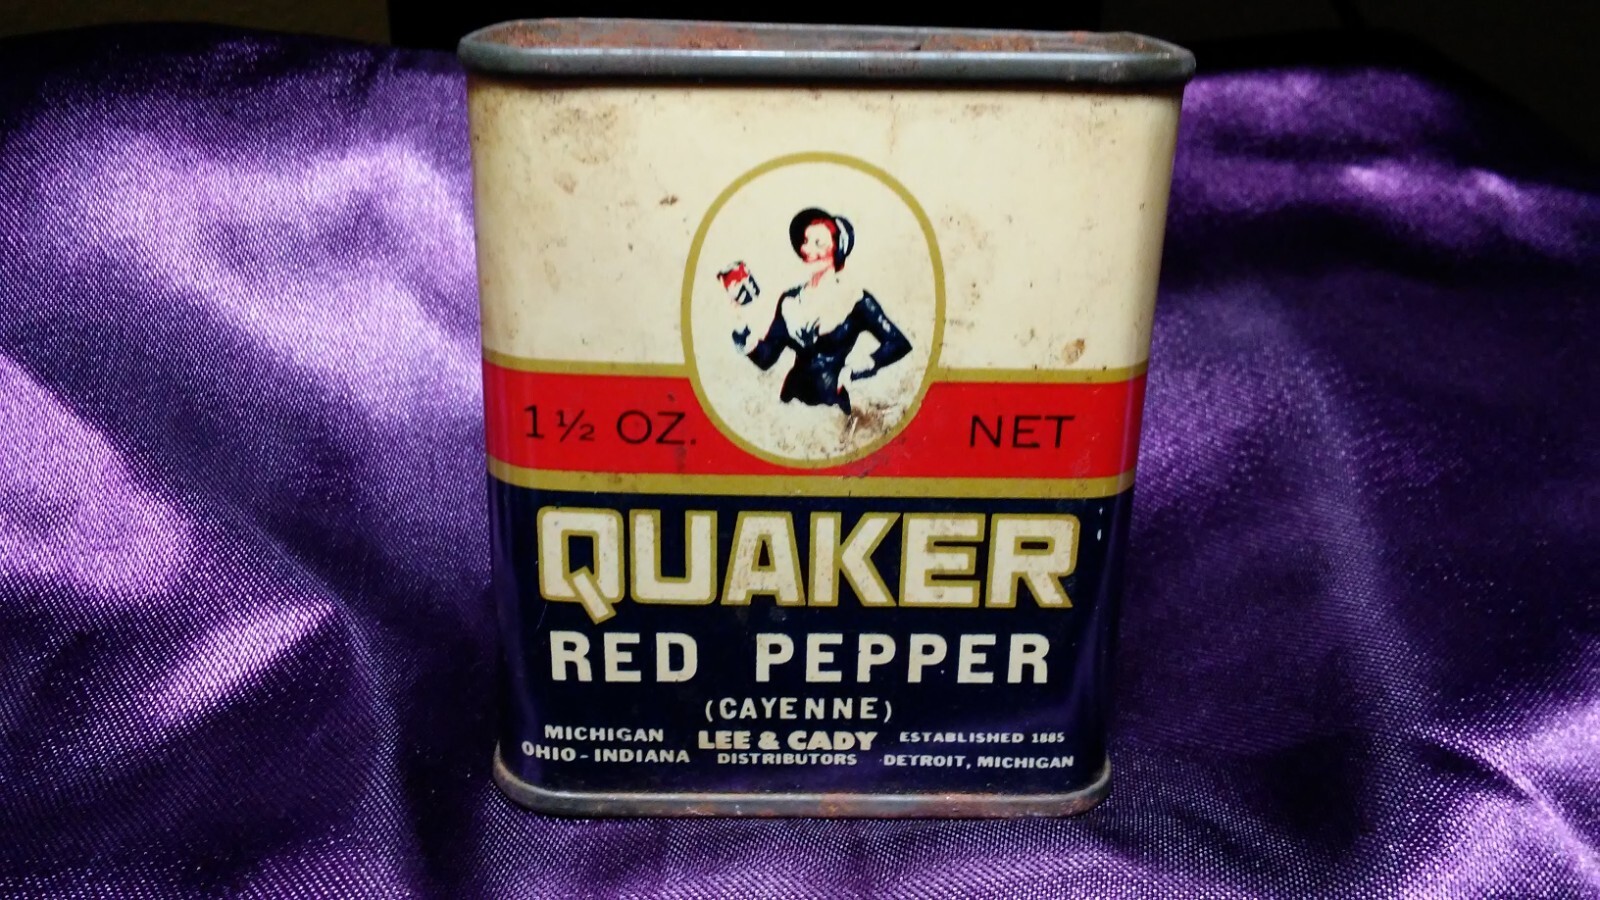 1 ½ OZ. NET
QUAKER
RED PEPPER
(CAYENNE)
MICHIGAN LEE & CADY ESTABLISHED 1885
OHIO - INDIANA DISTRIBUTORS DETROIT, MICHIGAN